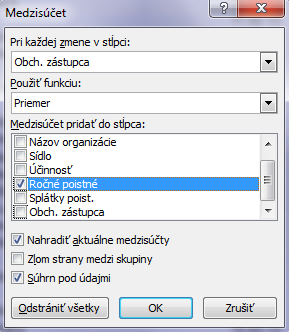 Medzisúčet
Pri každej zmene v stĺpci:
Obch. zástupca
Použiť funkciu:
Priemer
Medzisúčet pridať do stĺpca:
Názov organizácie
Sídlo
Účinnosť
Ročné poistné
Splátky poist.
Obch. zástupca
Nahradiť aktuálne medzisúčty
Zlom strany medzi skupiny
Súhrn pod údajmi
Odstrániť všetky
OK
Zrušiť